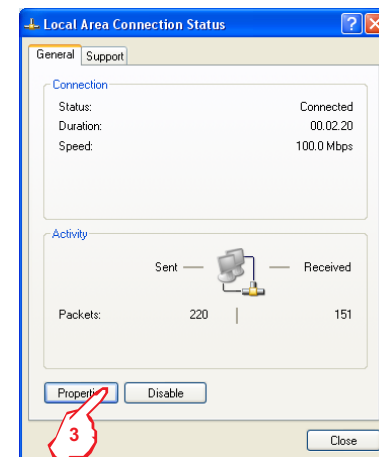 Local Area Connection Status
General Support
Connection
Status: Connected
Duration: 00.02.20
Speed: 100.0 Mbps
Activity
Sent Received
Packets: 220 151
Disable
3
Close